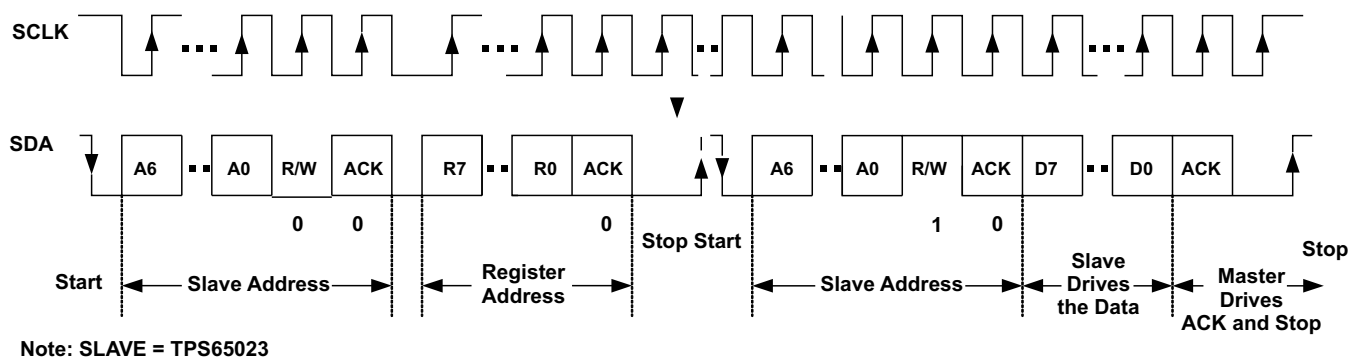 SCLK
SDA
A6 A0 R/W ACK R7 R0 ACK A6 A0 R/W ACK D7 D0 ACK
0 0 0 1 0
Stop Start
Stop
Start
Slave Address
Register
Address
Slave Address
Slave
Drives
the Data
Master
Drives
ACK and Stop
Note: SLAVE = TPS65023